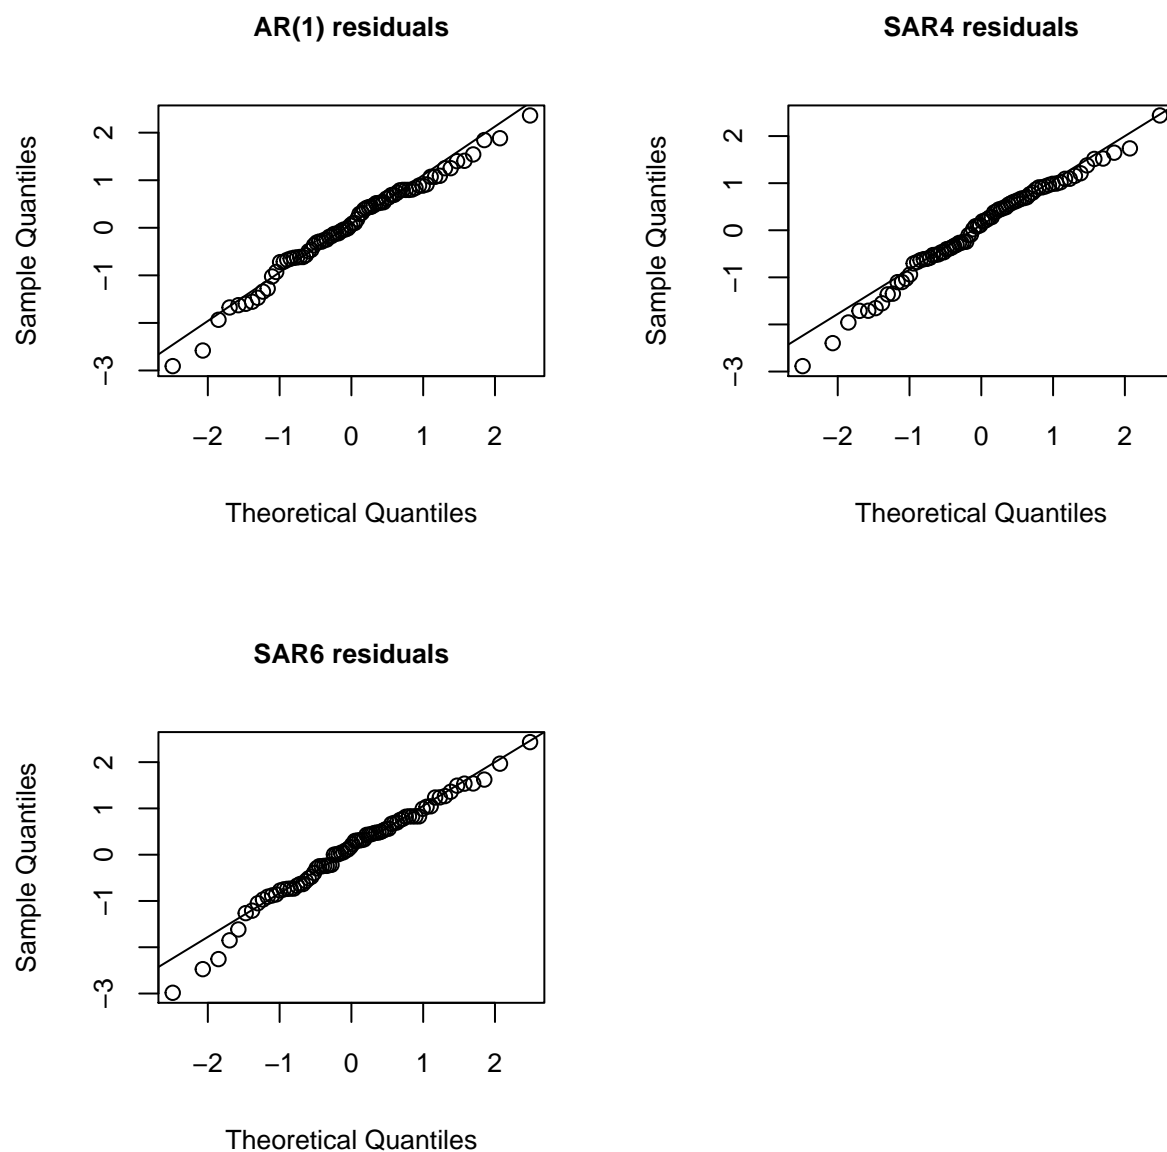 AR(1) residuals
Sample Quantiles
2
1
0
−1
−3
−2 −1 0 1 2
Theoretical Quantiles
SAR4 residuals
Sample Quantiles
2
1
0
−1
−3
−2 −1 0 1 2
Theoretical Quantiles
SAR6 residuals
Sample Quantiles
2
1
0
−1
−3
−2 −1 0 1 2
Theoretical Quantiles